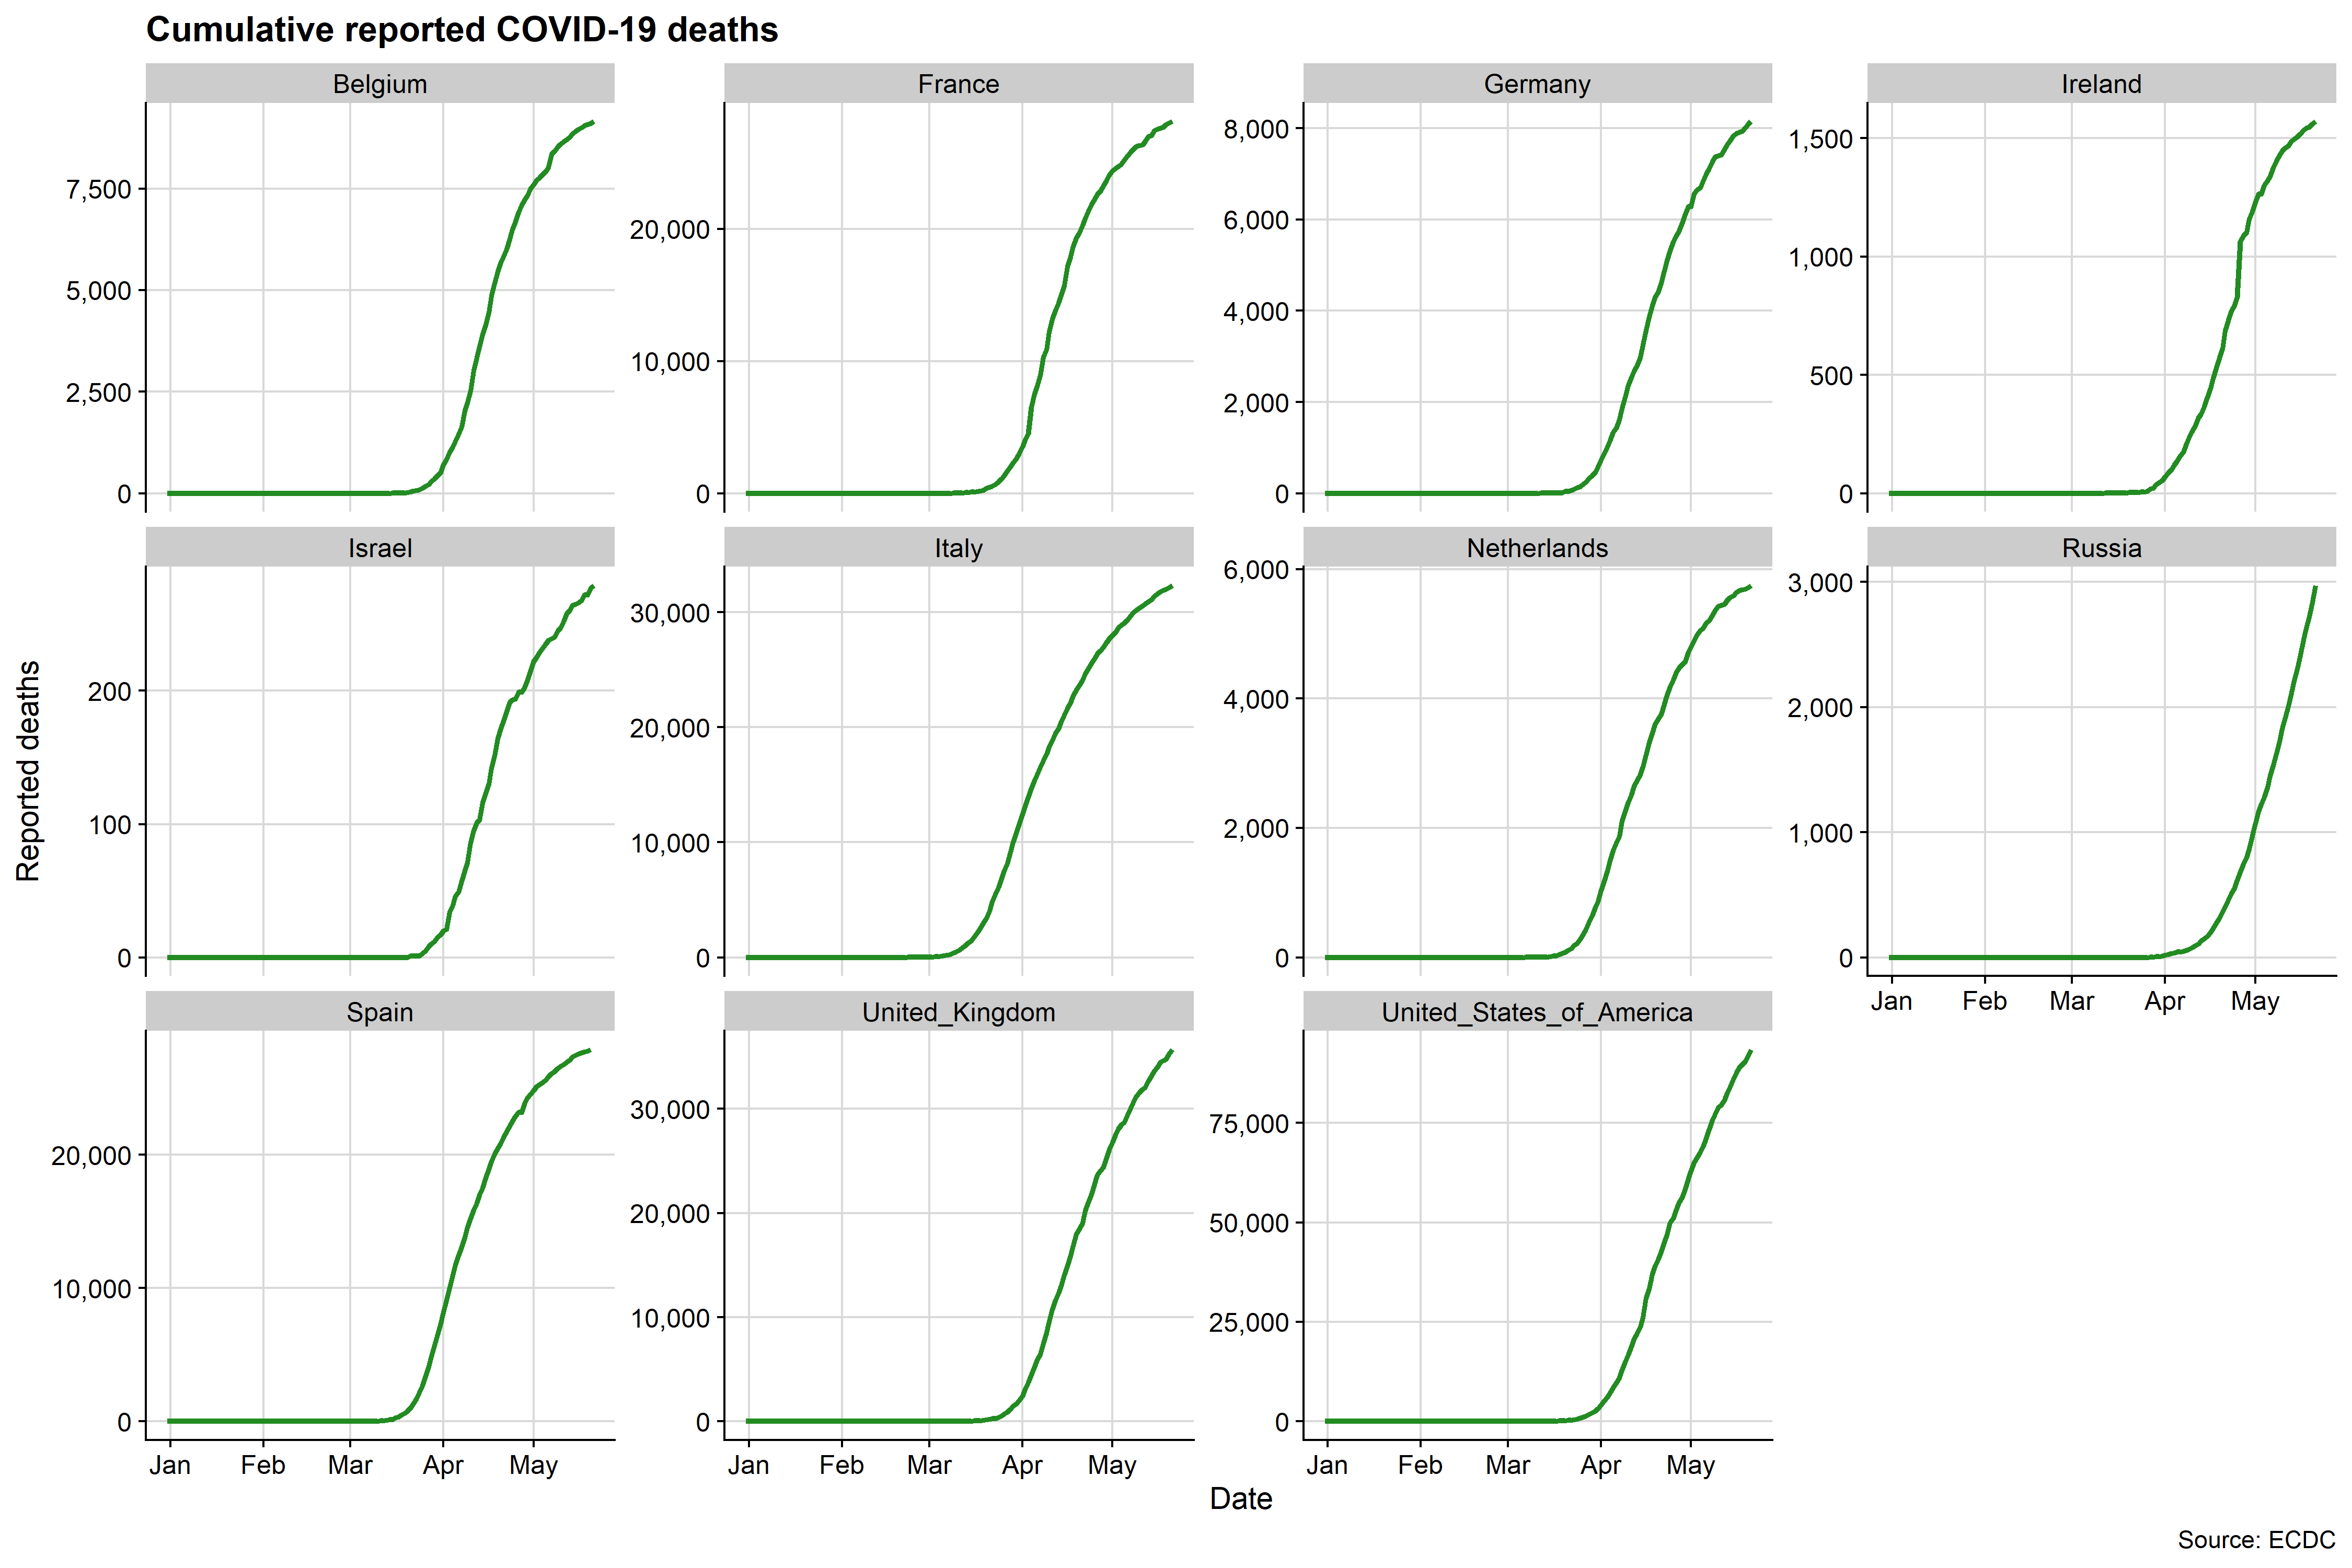 Cumulative reported COVID-19 deaths
Belgium
France
Germany
Ireland
7,500
5,000
2,500
0
20,000
10,000
0
8,000
6,000
4,000
2,000
0
1,500
1,000
500
0
Israel
Italy
Netherlands
Russia
200
100
0
30,000
20,000
10,000
0
6,000
4,000
2,000
0
3,000
2,000
1,000
0
Jan Feb Mar Apr May
Reported deaths
Spain
United_Kingdom
United_States_of_America
20,000
10,000
0
30,000
20,000
10,000
0
75,000
50,000
25,000
0
Jan Feb Mar Apr May
Jan Feb Mar Apr May
Jan Feb Mar Apr May
Date
Source: ECDC